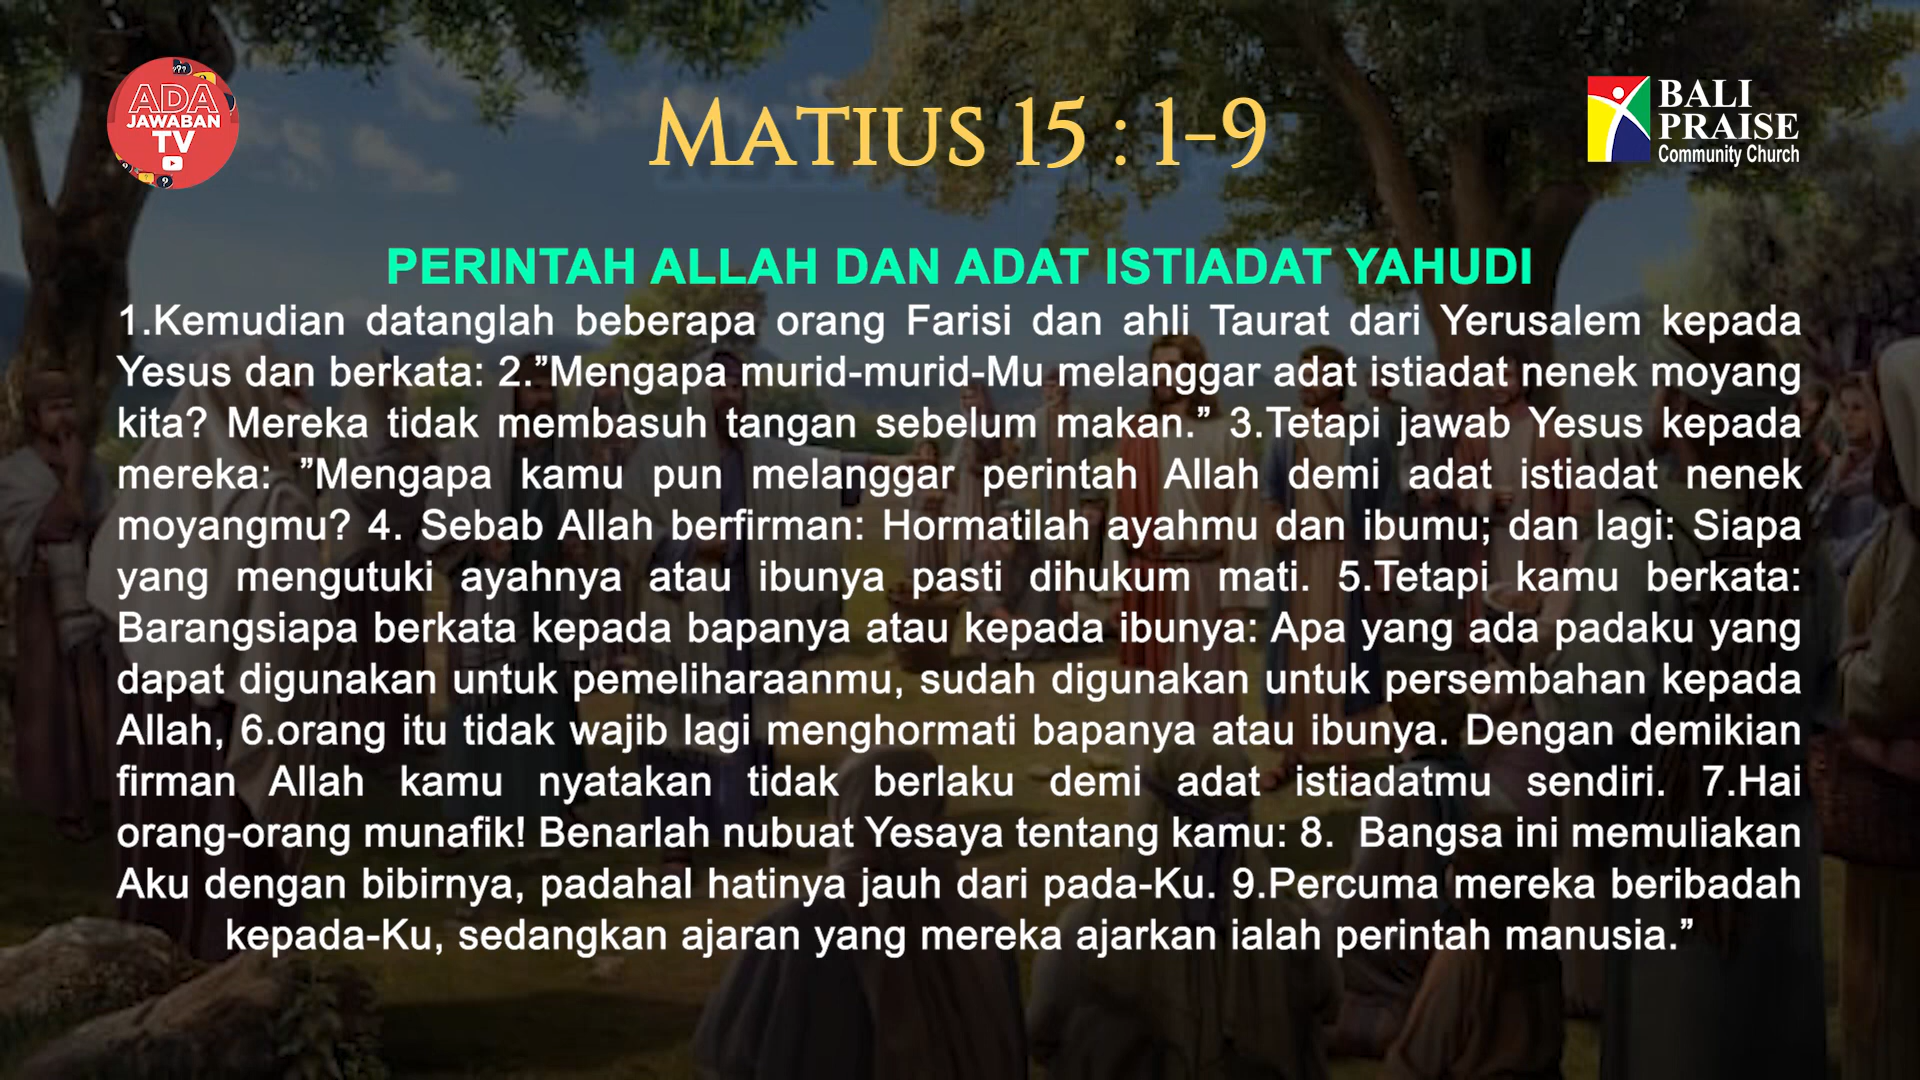 ADA
JAWABAN
TV
MATIUS 15 : 1-9
BALI
PRAISE
Community Church
PERINTAH ALLAH DAN ADAT ISTIADAT YAHUDI
1.Kemudian datanglah beberapa orang Farisi dan ahli Taurat dari Yerusalem kepada
Yesus dan berkata: 2.”Mengapa murid-murid-Mu melanggar adat istiadat nenek moyang
kita? Mereka tidak membasuh tangan sebelum makan.” 3.Tetapi jawab Yesus kepada
mereka: ”Mengapa kamu pun melanggar perintah Allah demi adat istiadat nenek
moyangmu? 4. Sebab Allah berfirman: Hormatilah ayahmu dan ibumu; dan lagi: Siapa
yang mengutuki ayahnya atau ibunya pasti dihukum mati. 5.Tetapi kamu berkata:
Barangsiapa berkata kepada bapanya atau kepada ibunya: Apa yang ada padaku yang
dapat digunakan untuk pemeliharaanmu, sudah digunakan untuk persembahan kepada
Allah, 6.orang itu tidak wajib lagi menghormati bapanya atau ibunya. Dengan demikian
firman Allah kamu nyatakan tidak berlaku demi adat istiadatmu sendiri. 7.Hai
orang-orang munafik! Benarlah nubuat Yesaya tentang kamu: 8.  Bangsa ini memuliakan
Aku dengan bibirnya, padahal hatinya jauh dari pada-Ku. 9.Percuma mereka beribadah
kepada-Ku, sedangkan ajaran yang mereka ajarkan ialah perintah manusia.”